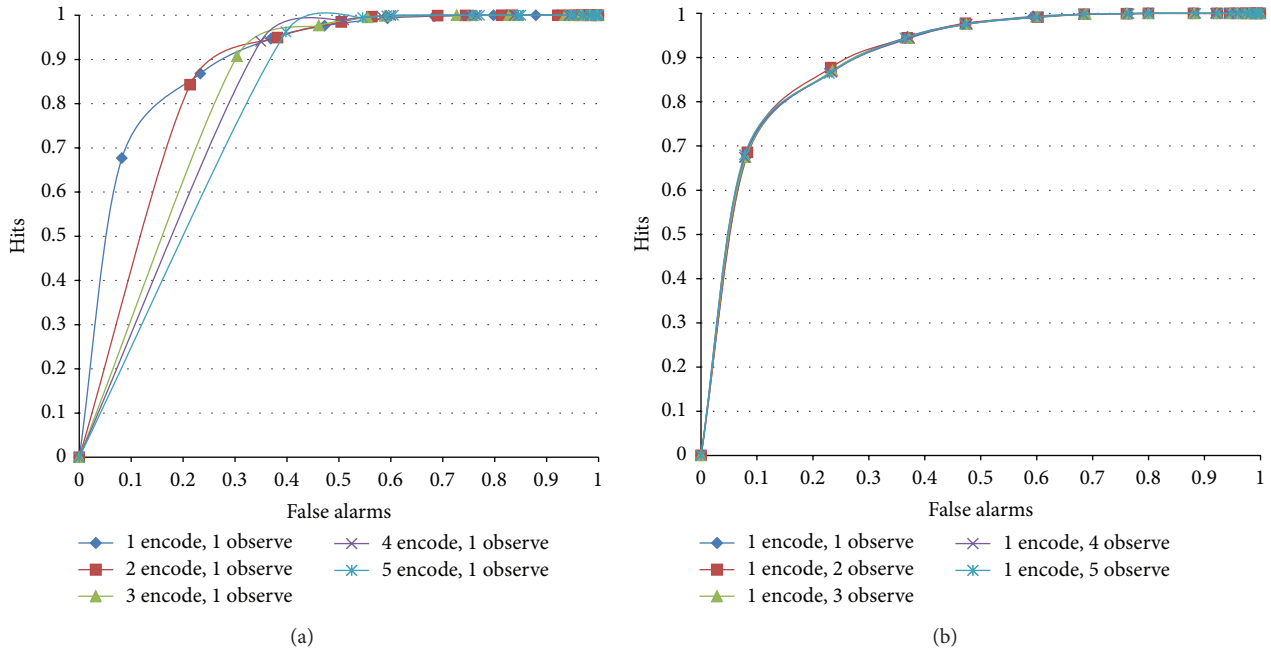 1
0.9
0.8
0.7
0.6
0.5
0.4
0.3
0.2
0.1
0
Hits
0 0.1 0.2 0.3 0.4 0.5 0.6 0.7 0.8 0.9 1
False alarms
1 encode, 1 observe
2 encode, 1 observe
3 encode, 1 observe
4 encode, 1 observe
5 encode, 1 observe
(a)
1
0.9
0.8
0.7
0.6
0.5
0.4
0.3
0.2
0.1
0
Hits
0 0.1 0.2 0.3 0.4 0.5 0.6 0.7 0.8 0.9 1
False alarms
1 encode, 1 observe
1 encode, 2 observe
1 encode, 3 observe
1 encode, 4 observe
1 encode, 5 observe
(b)